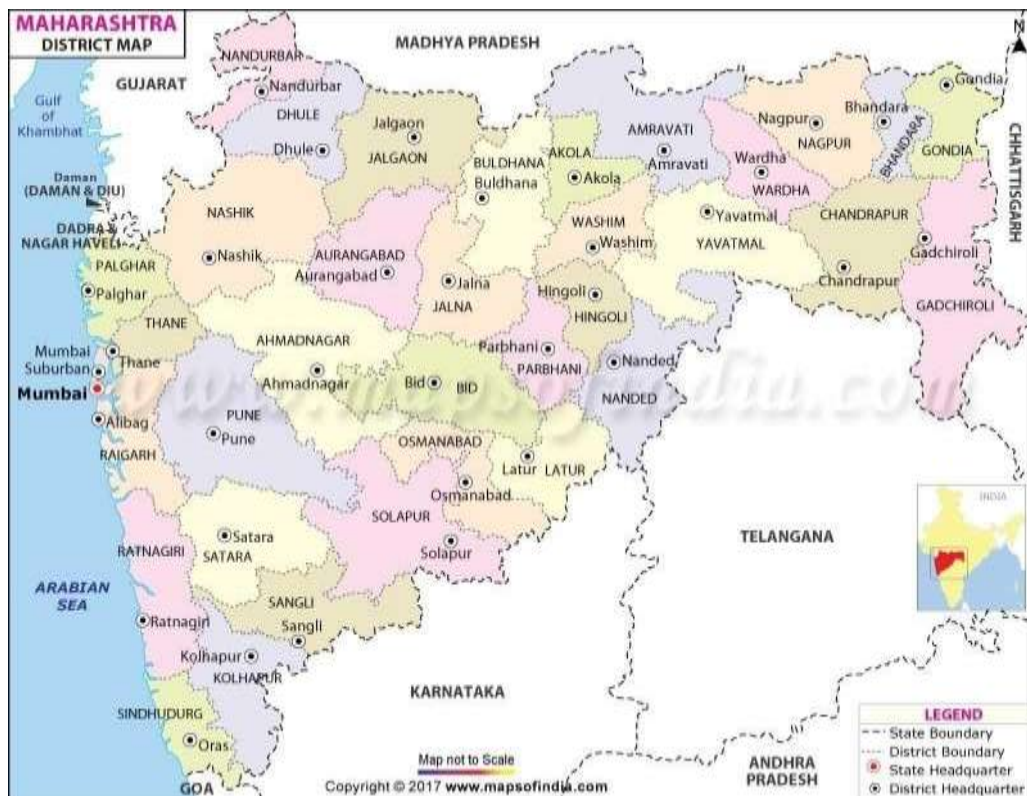 MAHARASHTRA
DISTRICT MAP
N
MADHYA PRADESH
GUJARAT
NANDURBAR
Nandurbar
Gondia
Gulf
of
Khambhat
DHULE
Jalgaon
Dhule
JALGAON
BULDHANA
Buldhana
AKOLA
Akola
AMRAVATI
Amravati
Nagpur
NAGPUR
Bhandara
BHANDARA
GONDIA
CHHATTISGARH
Wardha
WARDHA
Daman
(DAMAN & DIU)
DADRA &
NAGAR HAVELI
NASHIK
Nashik
AURANGABAD
Aurangabad
WASHIM
Washim
Yavatmal
YAVATMAL
CHANDRAPUR
Chandrapur
Gadchiroli
GADCHIROLI
PALGHAR
Palghar
Jalna
JALNA
Hingoli
HINGOLI
THANE
Thane
Mumbai
Suburban
Mumbai
AHMADNAGAR
Ahmadnagar
Parbhani
PARBHANI
Nanded
NANDED
Bid
BID
www.mapsofindia.com
Alibag
RAIGARH
PUNE
Pune
OSMANABAD
Osmanabad
Latur
LATUR
SOLAPUR
Solapur
Satara
SATARA
RATNAGIRI
Ratnagiri
ARABIAN
SEA
SANGLI
Sangli
Kolhapur
KOLHAPUR
SINDHUDURG
Oras
GOA
KARNATAKA
TELANGANA
ANDHRA
PRADESH
INDIA
LEGEND
State Boundary
District Boundary
State Headquarter
District Headquarter
Map not to Scale
Copyright © 2017 www.mapsofindia.com